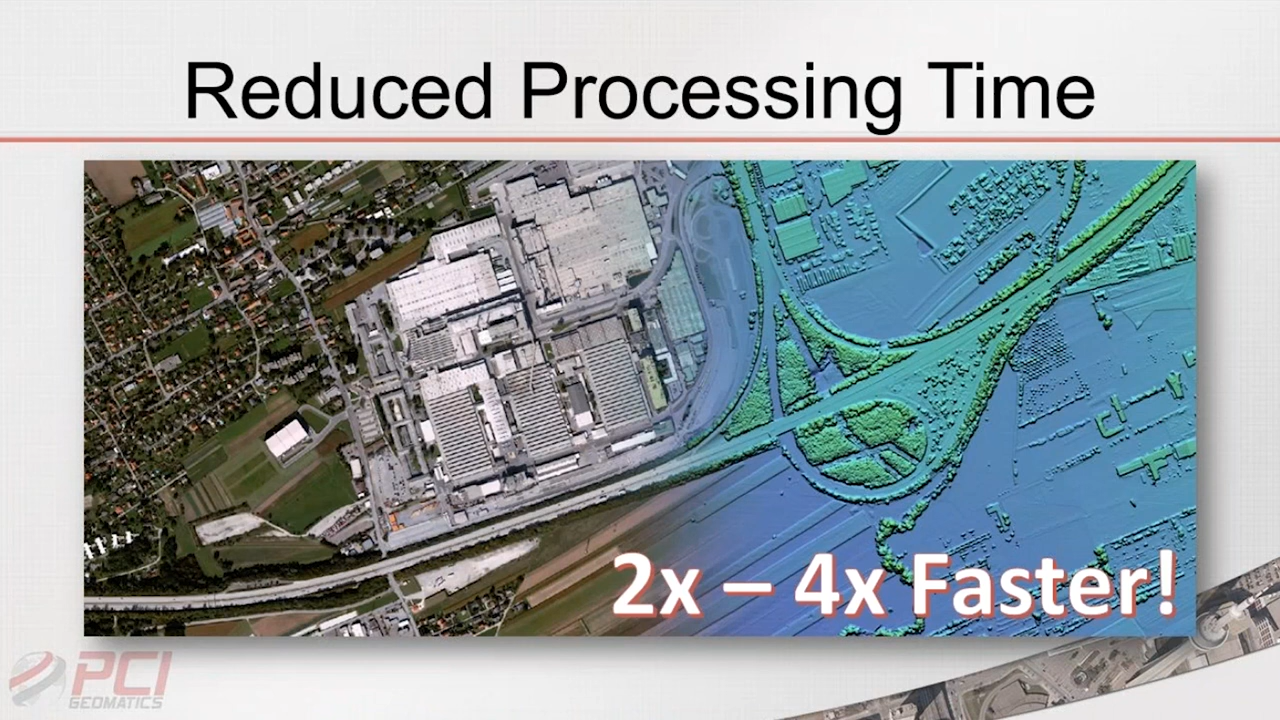 Reduced Processing Time
2x – 4x Faster!
PCI
GEOMATICS